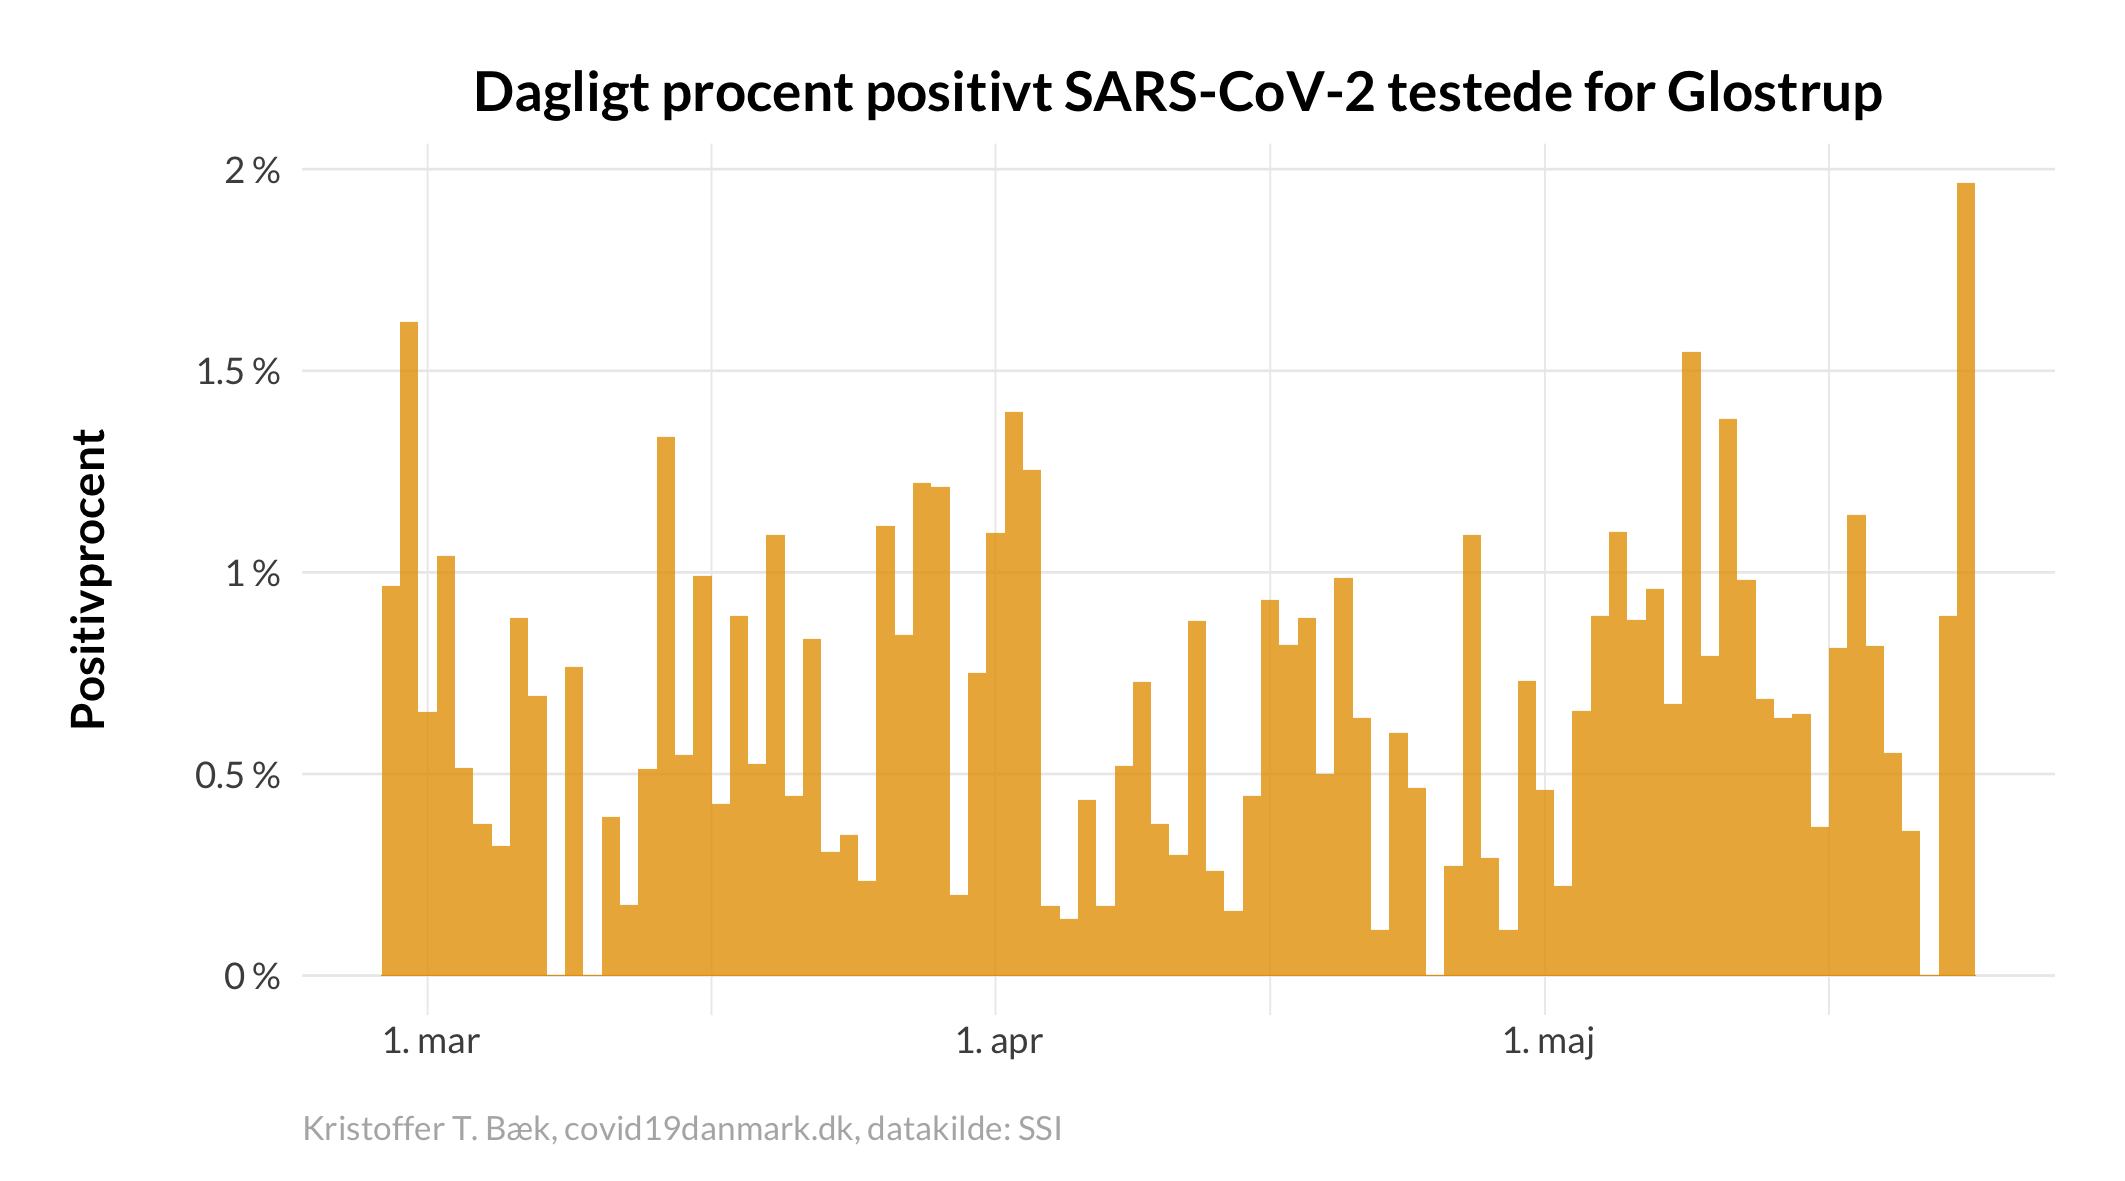 Dagligt procent positivt SARS-CoV-2 testede for Glostrup
Positivprocent
2 %
1.5 %
1 %
0.5 %
0 %
1. mar
1. apr
1. maj
Kristoffer T. Bæk, covid19danmark.dk, datakilde: SSI